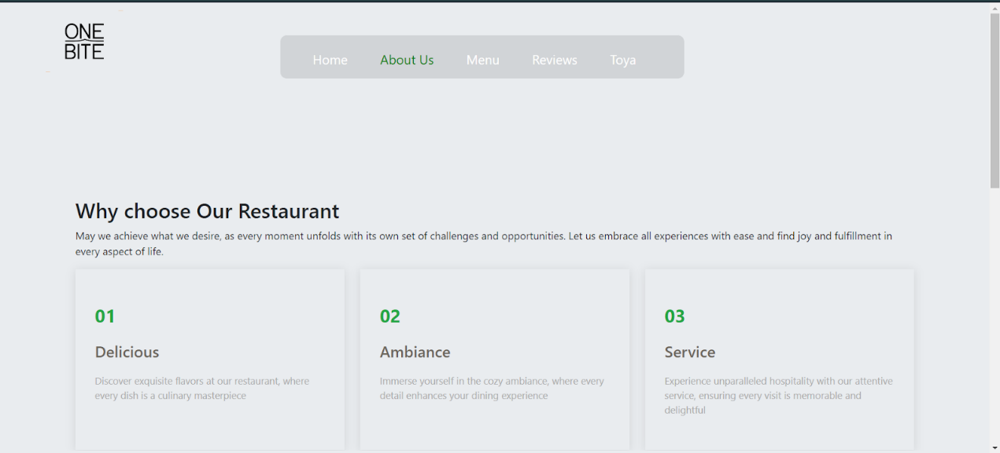 ONE
BITE
Home About Us Menu Reviews Toya
Why choose Our Restaurant
May we achieve what we desire, as every moment unfolds with its own set of challenges and opportunities. Let us embrace all experiences with ease and find joy and fulfillment in
every aspect of life.
01
Delicious
Discover exquisite flavors at our restaurant, where
every dish is a culinary masterpiece
02
Ambiance
Immerse yourself in the cozy ambiance, where every
detail enhances your dining experience
03
Service
Experience unparalleled hospitality with our attentive
service, ensuring every visit is memorable and
delightful